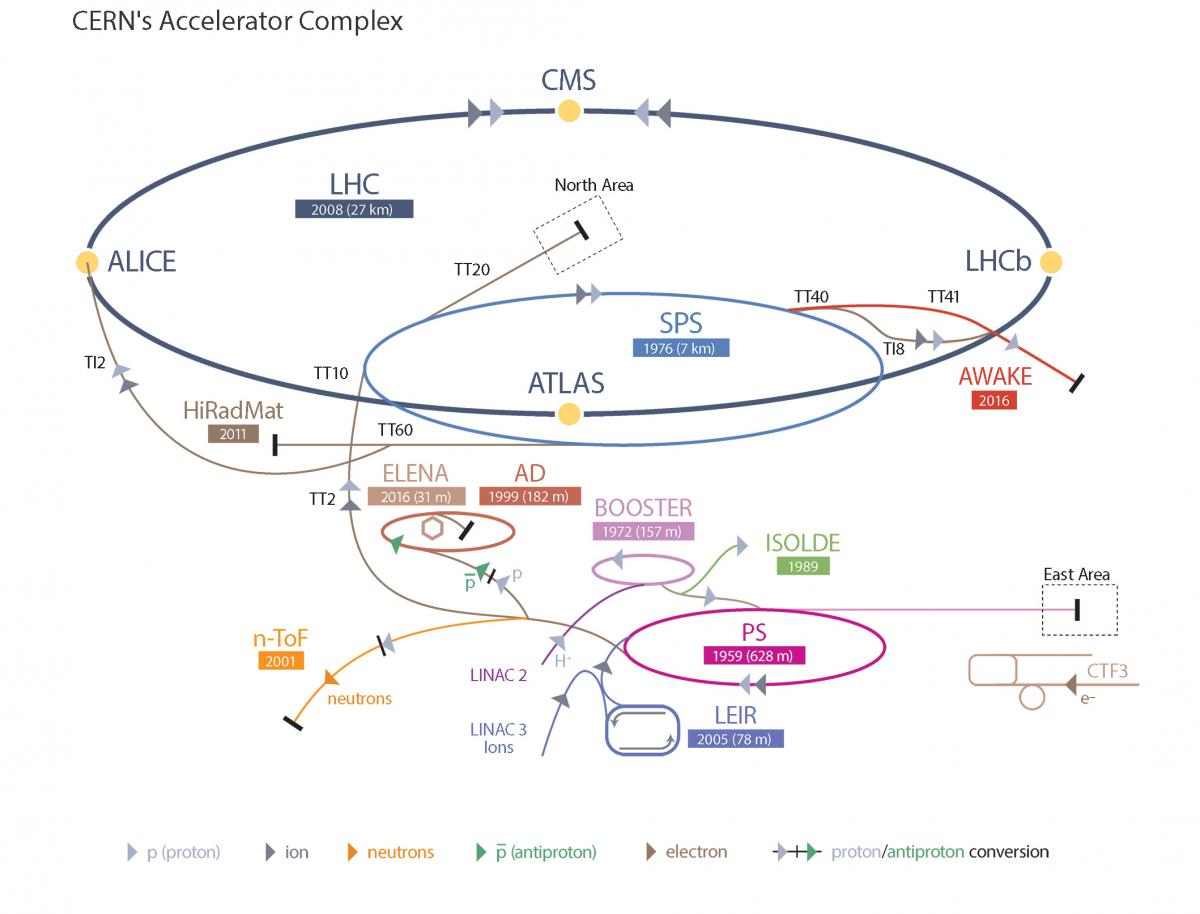 CERN's Accelerator Complex
CMS
LHC
2008 (27 km)
North Area
ALICE
LHCb
TT20
TT40
TT41
SPS
1976 (7 km)
TI8
TI2
TT10
ATLAS
AWAKE
2016
HiRadMat
2011
TT60
ELENA
2016 (31 m)
AD
1999 (182 m)
TT2
BOOSTER
1972 (157 m)
ISOLDE
1989
p̅
p
East Area
n-ToF
2001
neutrons
PS
1959 (628 m)
H⁺
LINAC 2
CTF3
e–
LEIR
2005 (78 m)
LINAC 3
Ions
p (proton)
ion
neutrons
p̅ (antiproton)
electron
proton/antiproton conversion